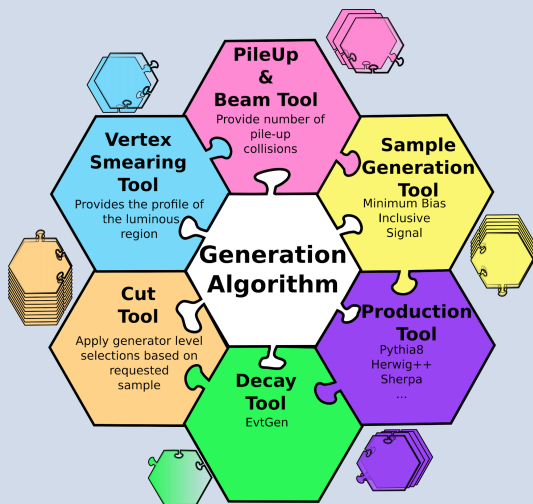 PileUp
&
Beam Tool
Provide number of
pile-up
collisions
Vertex
Smearing
Tool
Provides the profile of
the luminous
region
Sample
Generation
Tool
Minimum Bias
Inclusive
Signal
Generation
Algorithm
Cut
Tool
Apply generator level
selections based on
requested
sample
Production
Tool
Pythia8
Herwig++
Sherpa
...
Decay
Tool
EvtGen